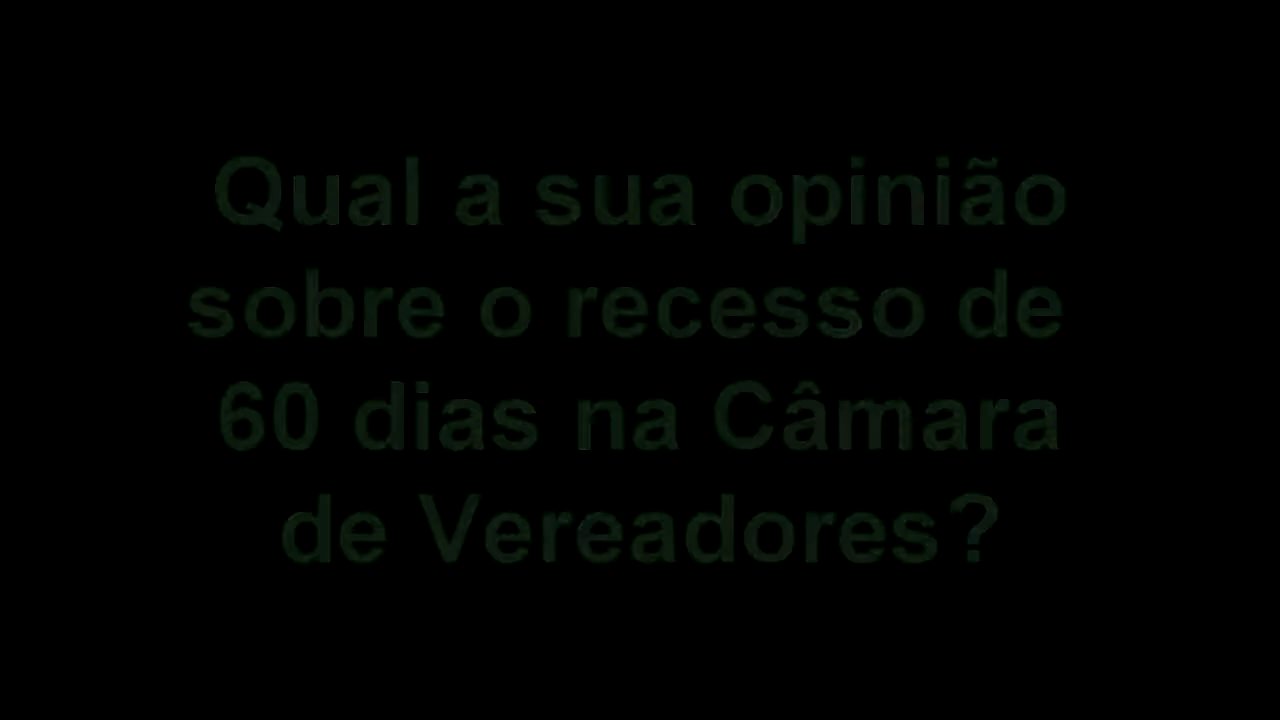 Qual a sua opinião
sobre o recesso de
60 dias na Câmara
de Vereadores?